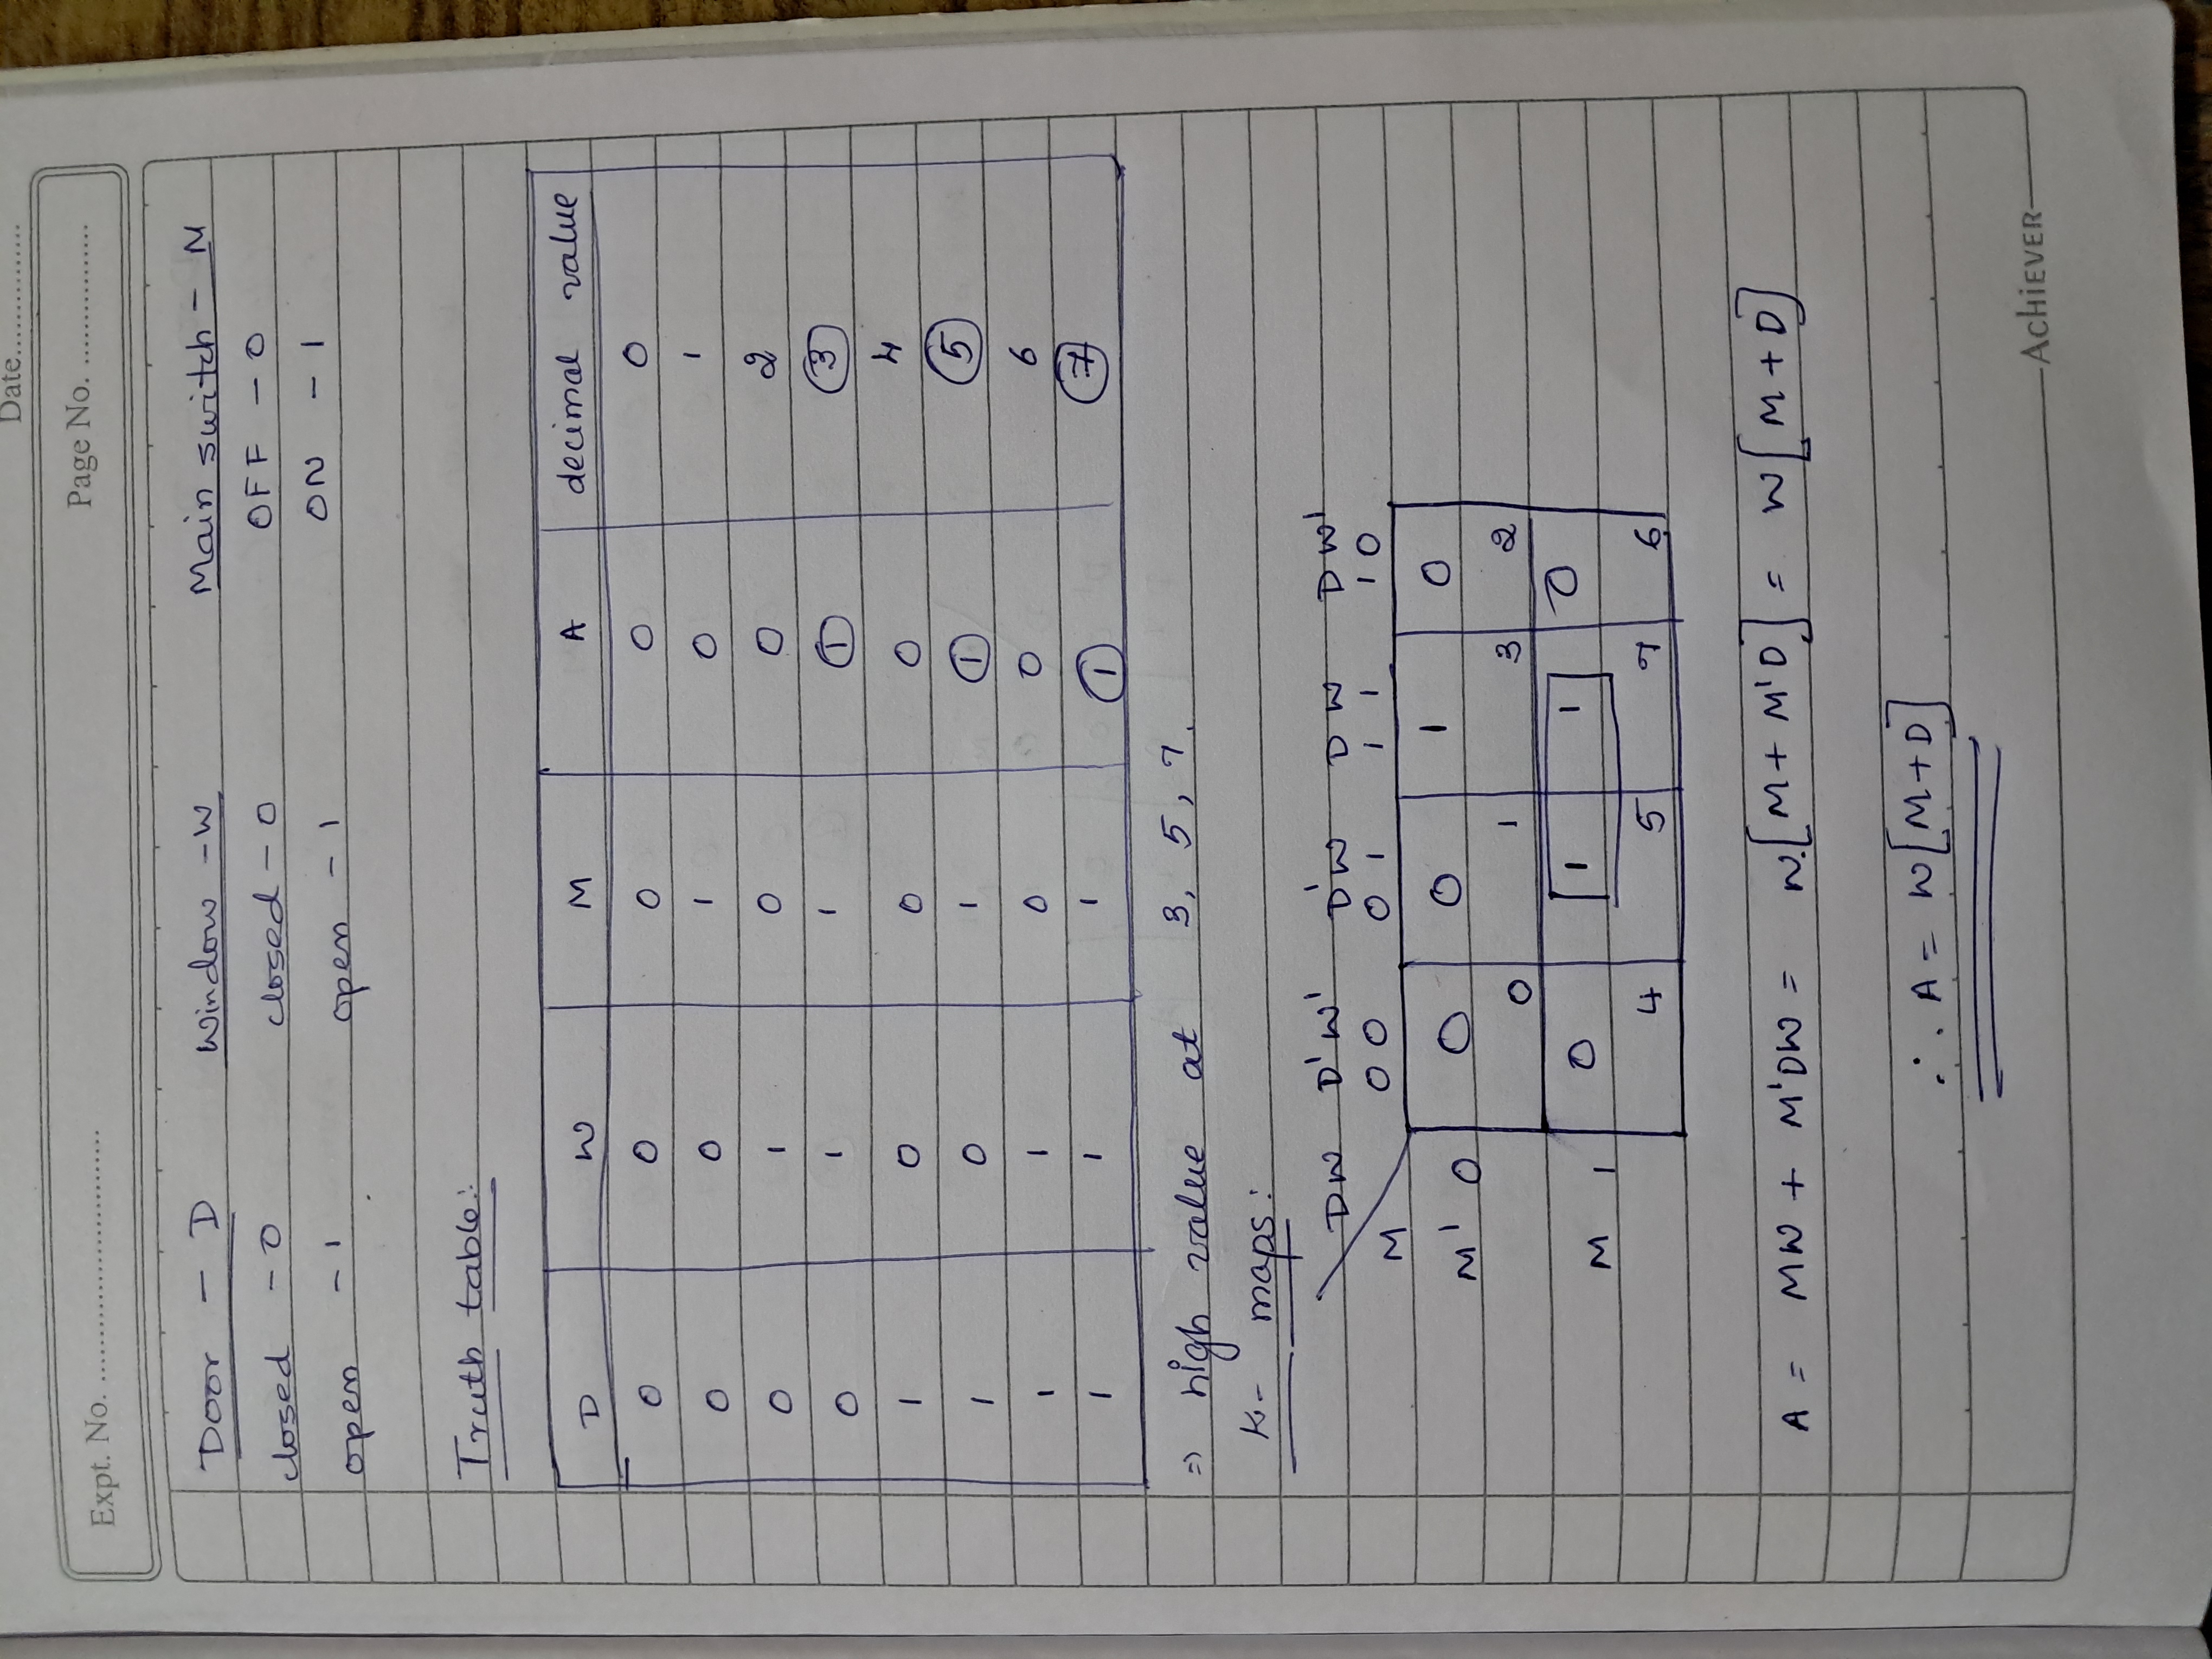 Date................
Expt. No. ............................
Page No. ................
Door - D Window - W Main switch - M
closed - 0 closed - 0 OFF - 0
open - 1 open - 1 ON - 1
Truth table:
D W M A decimal value
0 0 0 0 0
0 0 1 0 1
0 1 0 0 2
0 1 1 1 3
1 0 0 0 4
1 0 1 1 5
1 1 0 0 6
1 1 1 1 7
=> high value at 3, 5, 7.
K- maps:
DW D'W' D'W DW DW'
M 00 01 11 10
M' 0 0 0 1 0
0 1 3 2
M 1 0 1 1 0
4 5 7 6
A = MW + M'DW = W.[M + M'D] = W[M+D]
∴ A = W[M+D]
AcHiEVER